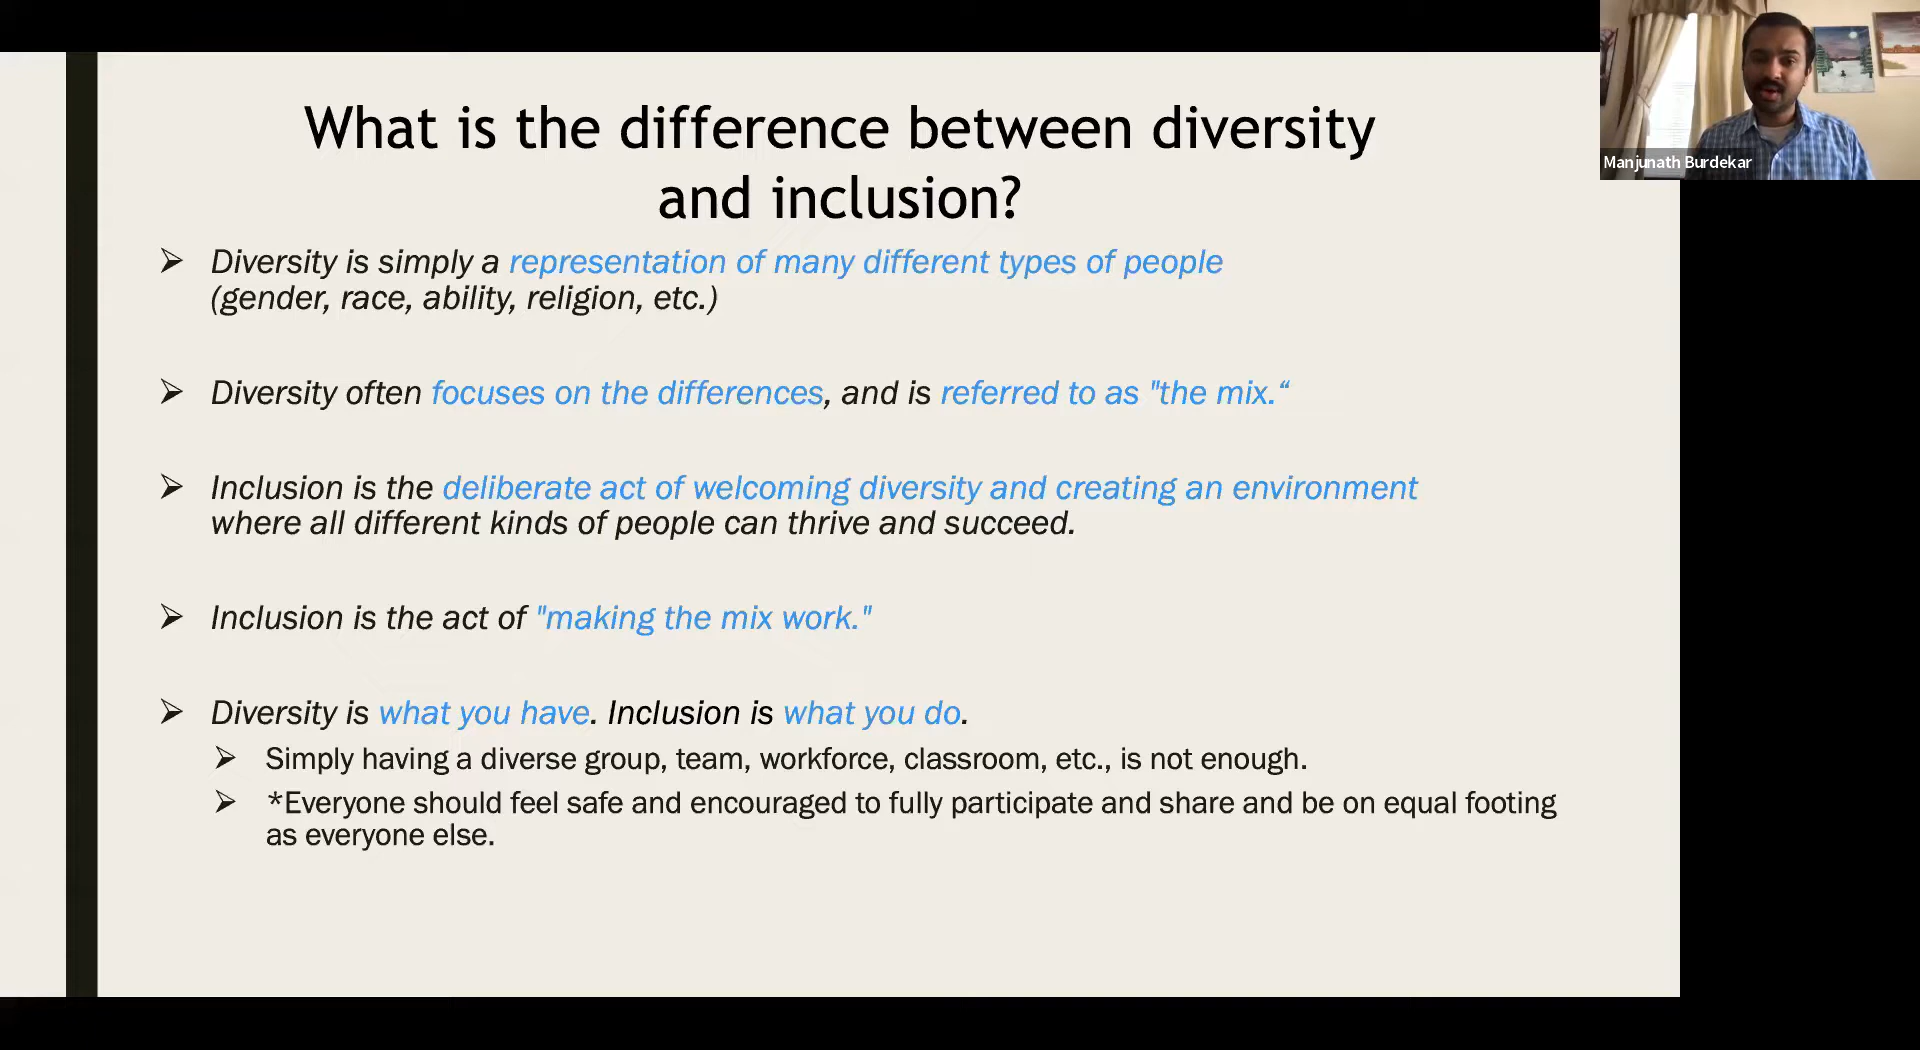 What is the difference between diversity
and inclusion?
➢ Diversity is simply a representation of many different types of people
(gender, race, ability, religion, etc.)
➢ Diversity often focuses on the differences, and is referred to as "the mix.“
➢ Inclusion is the deliberate act of welcoming diversity and creating an environment
where all different kinds of people can thrive and succeed.
➢ Inclusion is the act of "making the mix work."
➢ Diversity is what you have. Inclusion is what you do.
➢ Simply having a diverse group, team, workforce, classroom, etc., is not enough.
➢ *Everyone should feel safe and encouraged to fully participate and share and be on equal footing
as everyone else.
Manjunath Burdekar